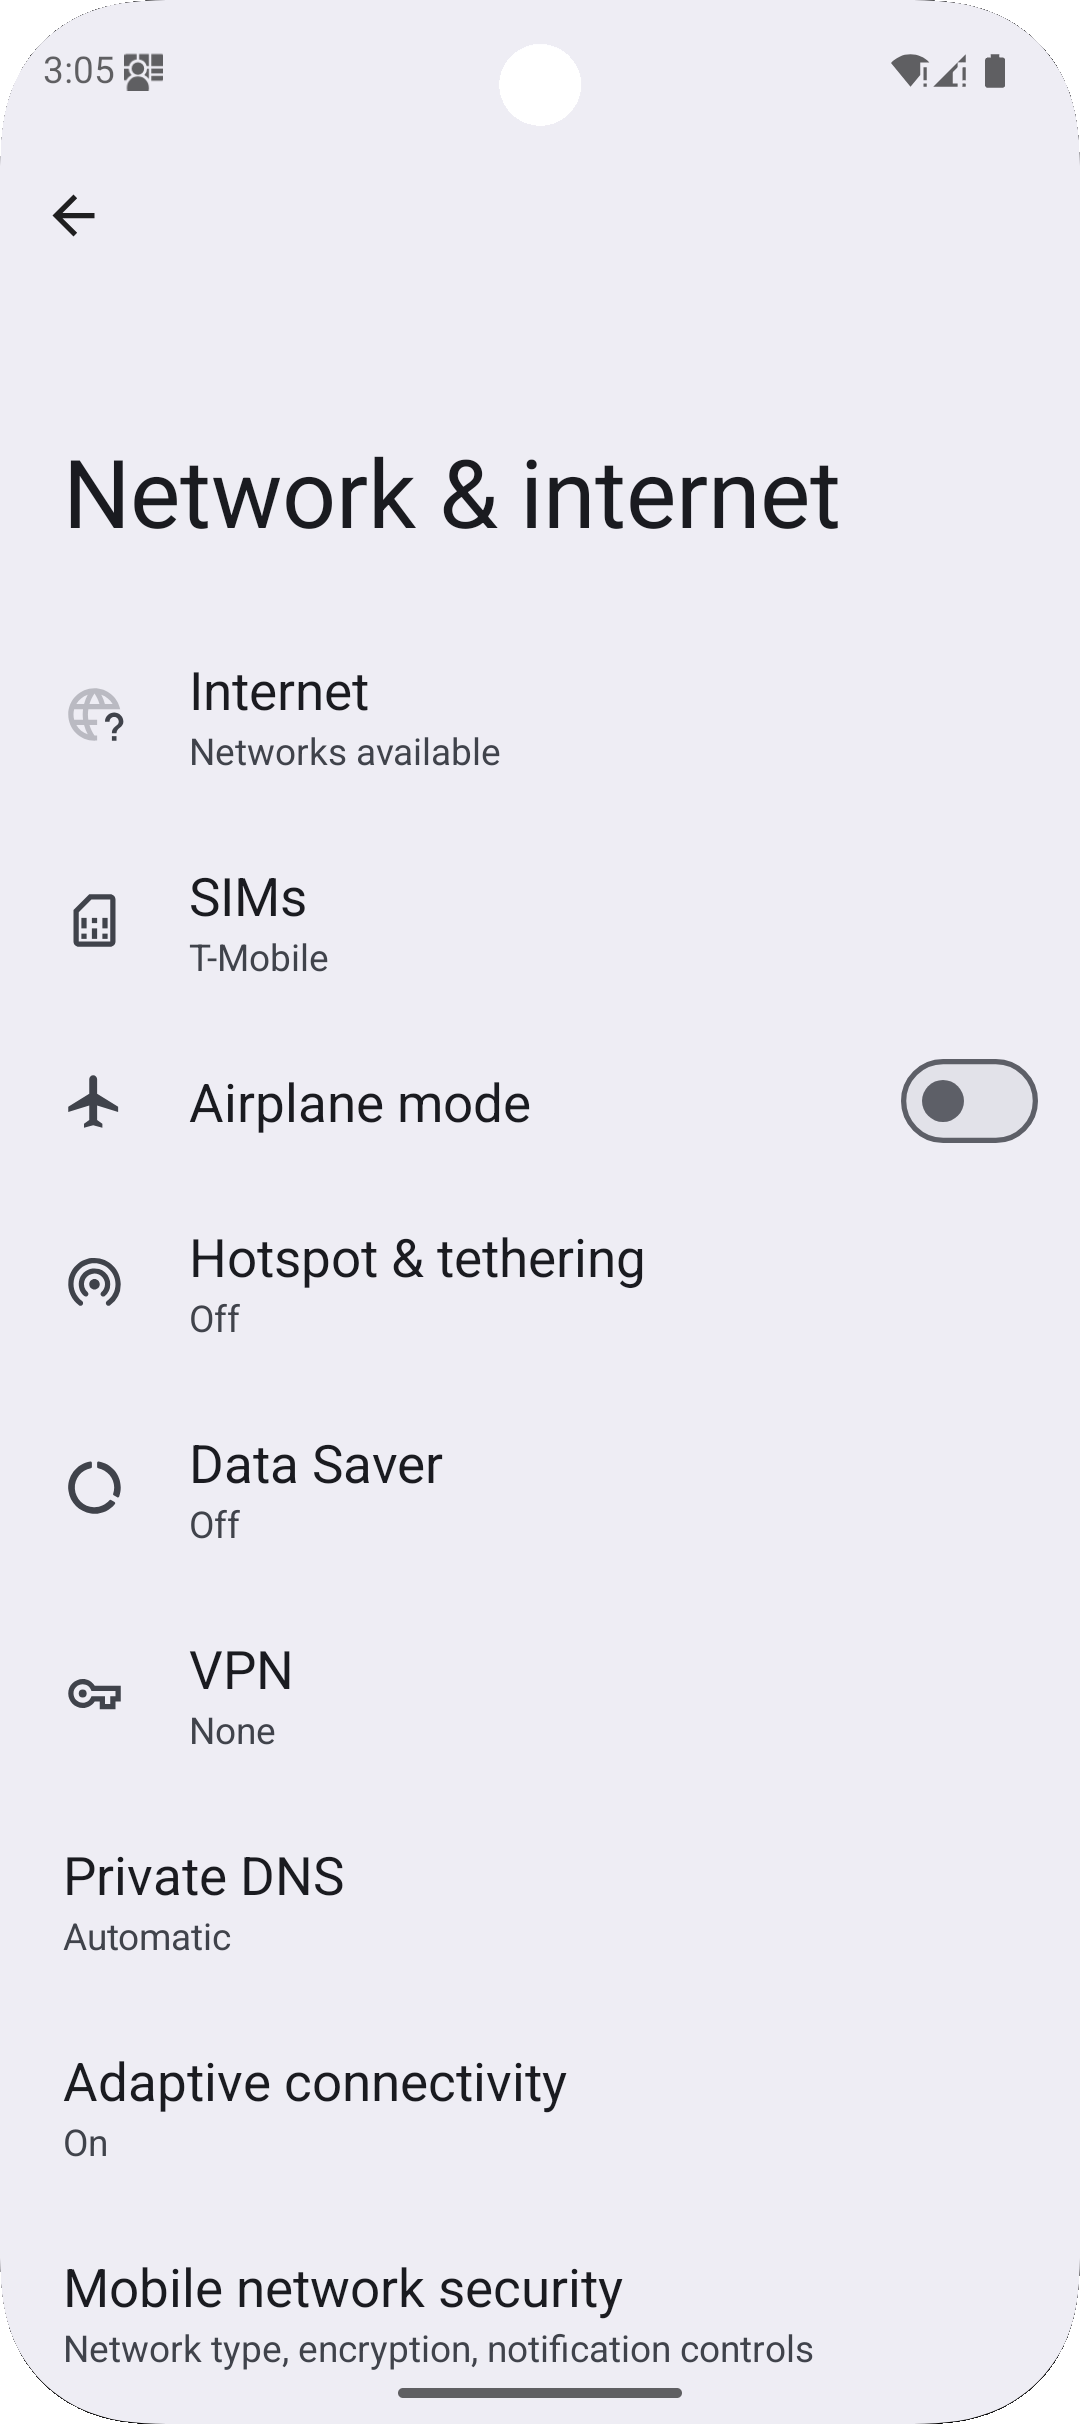 3:05
Network & internet
Internet
Networks available
SIMs
T-Mobile
Airplane mode
Hotspot & tethering
Off
Data Saver
Off
VPN
None
Private DNS
Automatic
Adaptive connectivity
On
Mobile network security
Network type, encryption, notification controls